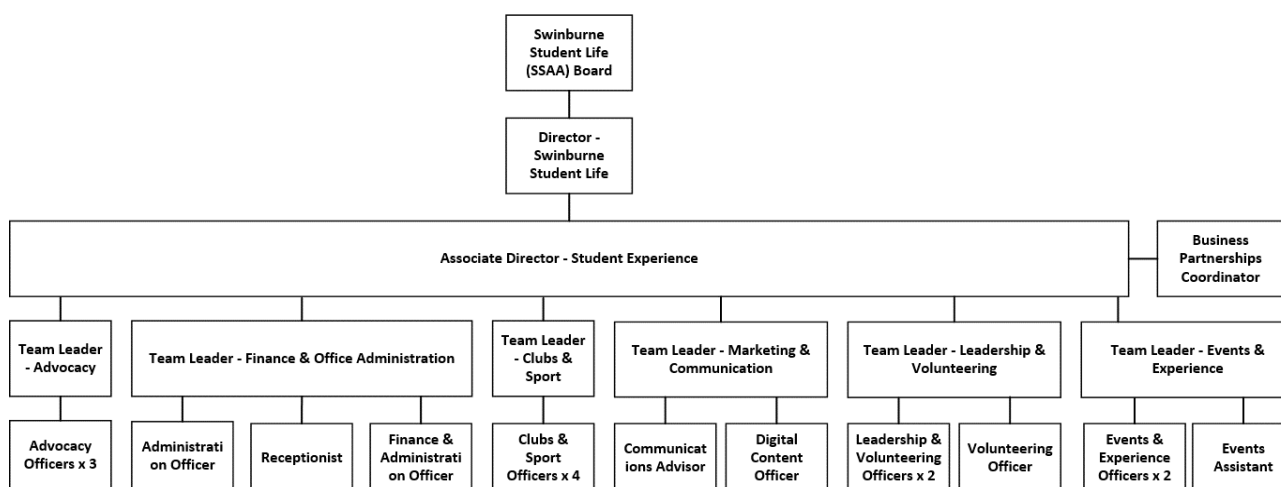 Swinburne
Student Life
(SSAA) Board
Director -
Swinburne
Student Life
Associate Director - Student Experience
Business
Partnerships
Coordinator
Team Leader
- Advocacy
Team Leader - Finance & Office Administration
Team Leader
- Clubs &
Sport
Team Leader - Marketing &
Communication
Team Leader - Leadership &
Volunteering
Team Leader - Events &
Experience
Advocacy
Officers x 3
Administrati
on Officer
Receptionist
Finance &
Administrati
on Officer
Clubs &
Sport
Officers x 4
Communicat
ions Advisor
Digital
Content
Officer
Leadership &
Volunteering
Officers x 2
Volunteering
Officer
Events &
Experience
Officers x 2
Events
Assistant